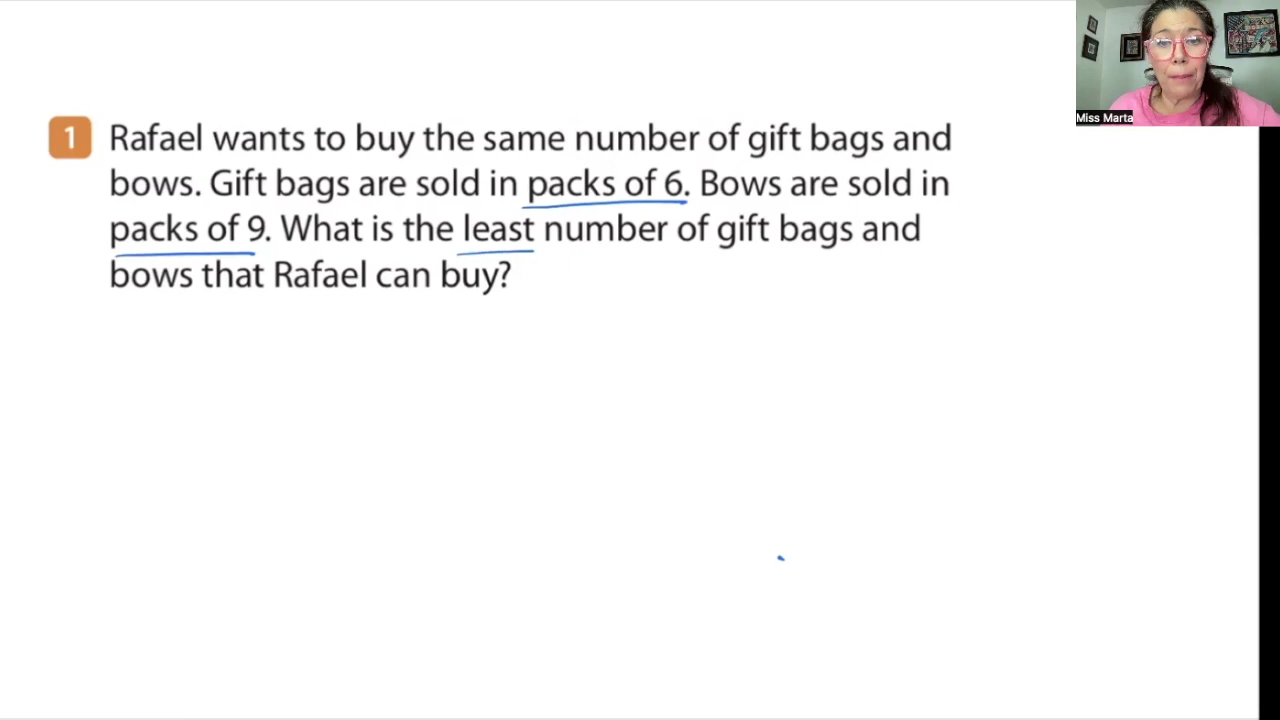 1 Rafael wants to buy the same number of gift bags and
bows. Gift bags are sold in packs of 6. Bows are sold in
packs of 9. What is the least number of gift bags and
bows that Rafael can buy?
Miss Marta